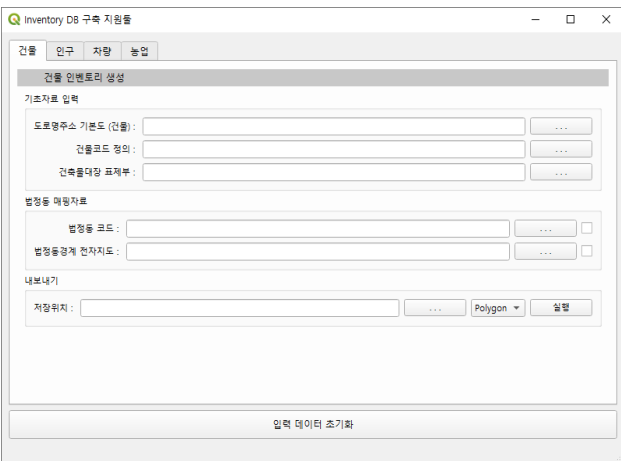 Inventory DB 구축 지원툴
건물 인구 차량 농업
건물 인벤토리 생성
기초자료 입력
도로명주소 기본도 (건물) : ...
건물코드 정의 : ...
건축물대장 표제부 : ...
법정동 매핑자료
법정동 코드 : ...
법정동경계 전자지도 : ...
내보내기
저장위치 : ... Polygon 실행
입력 데이터 초기화